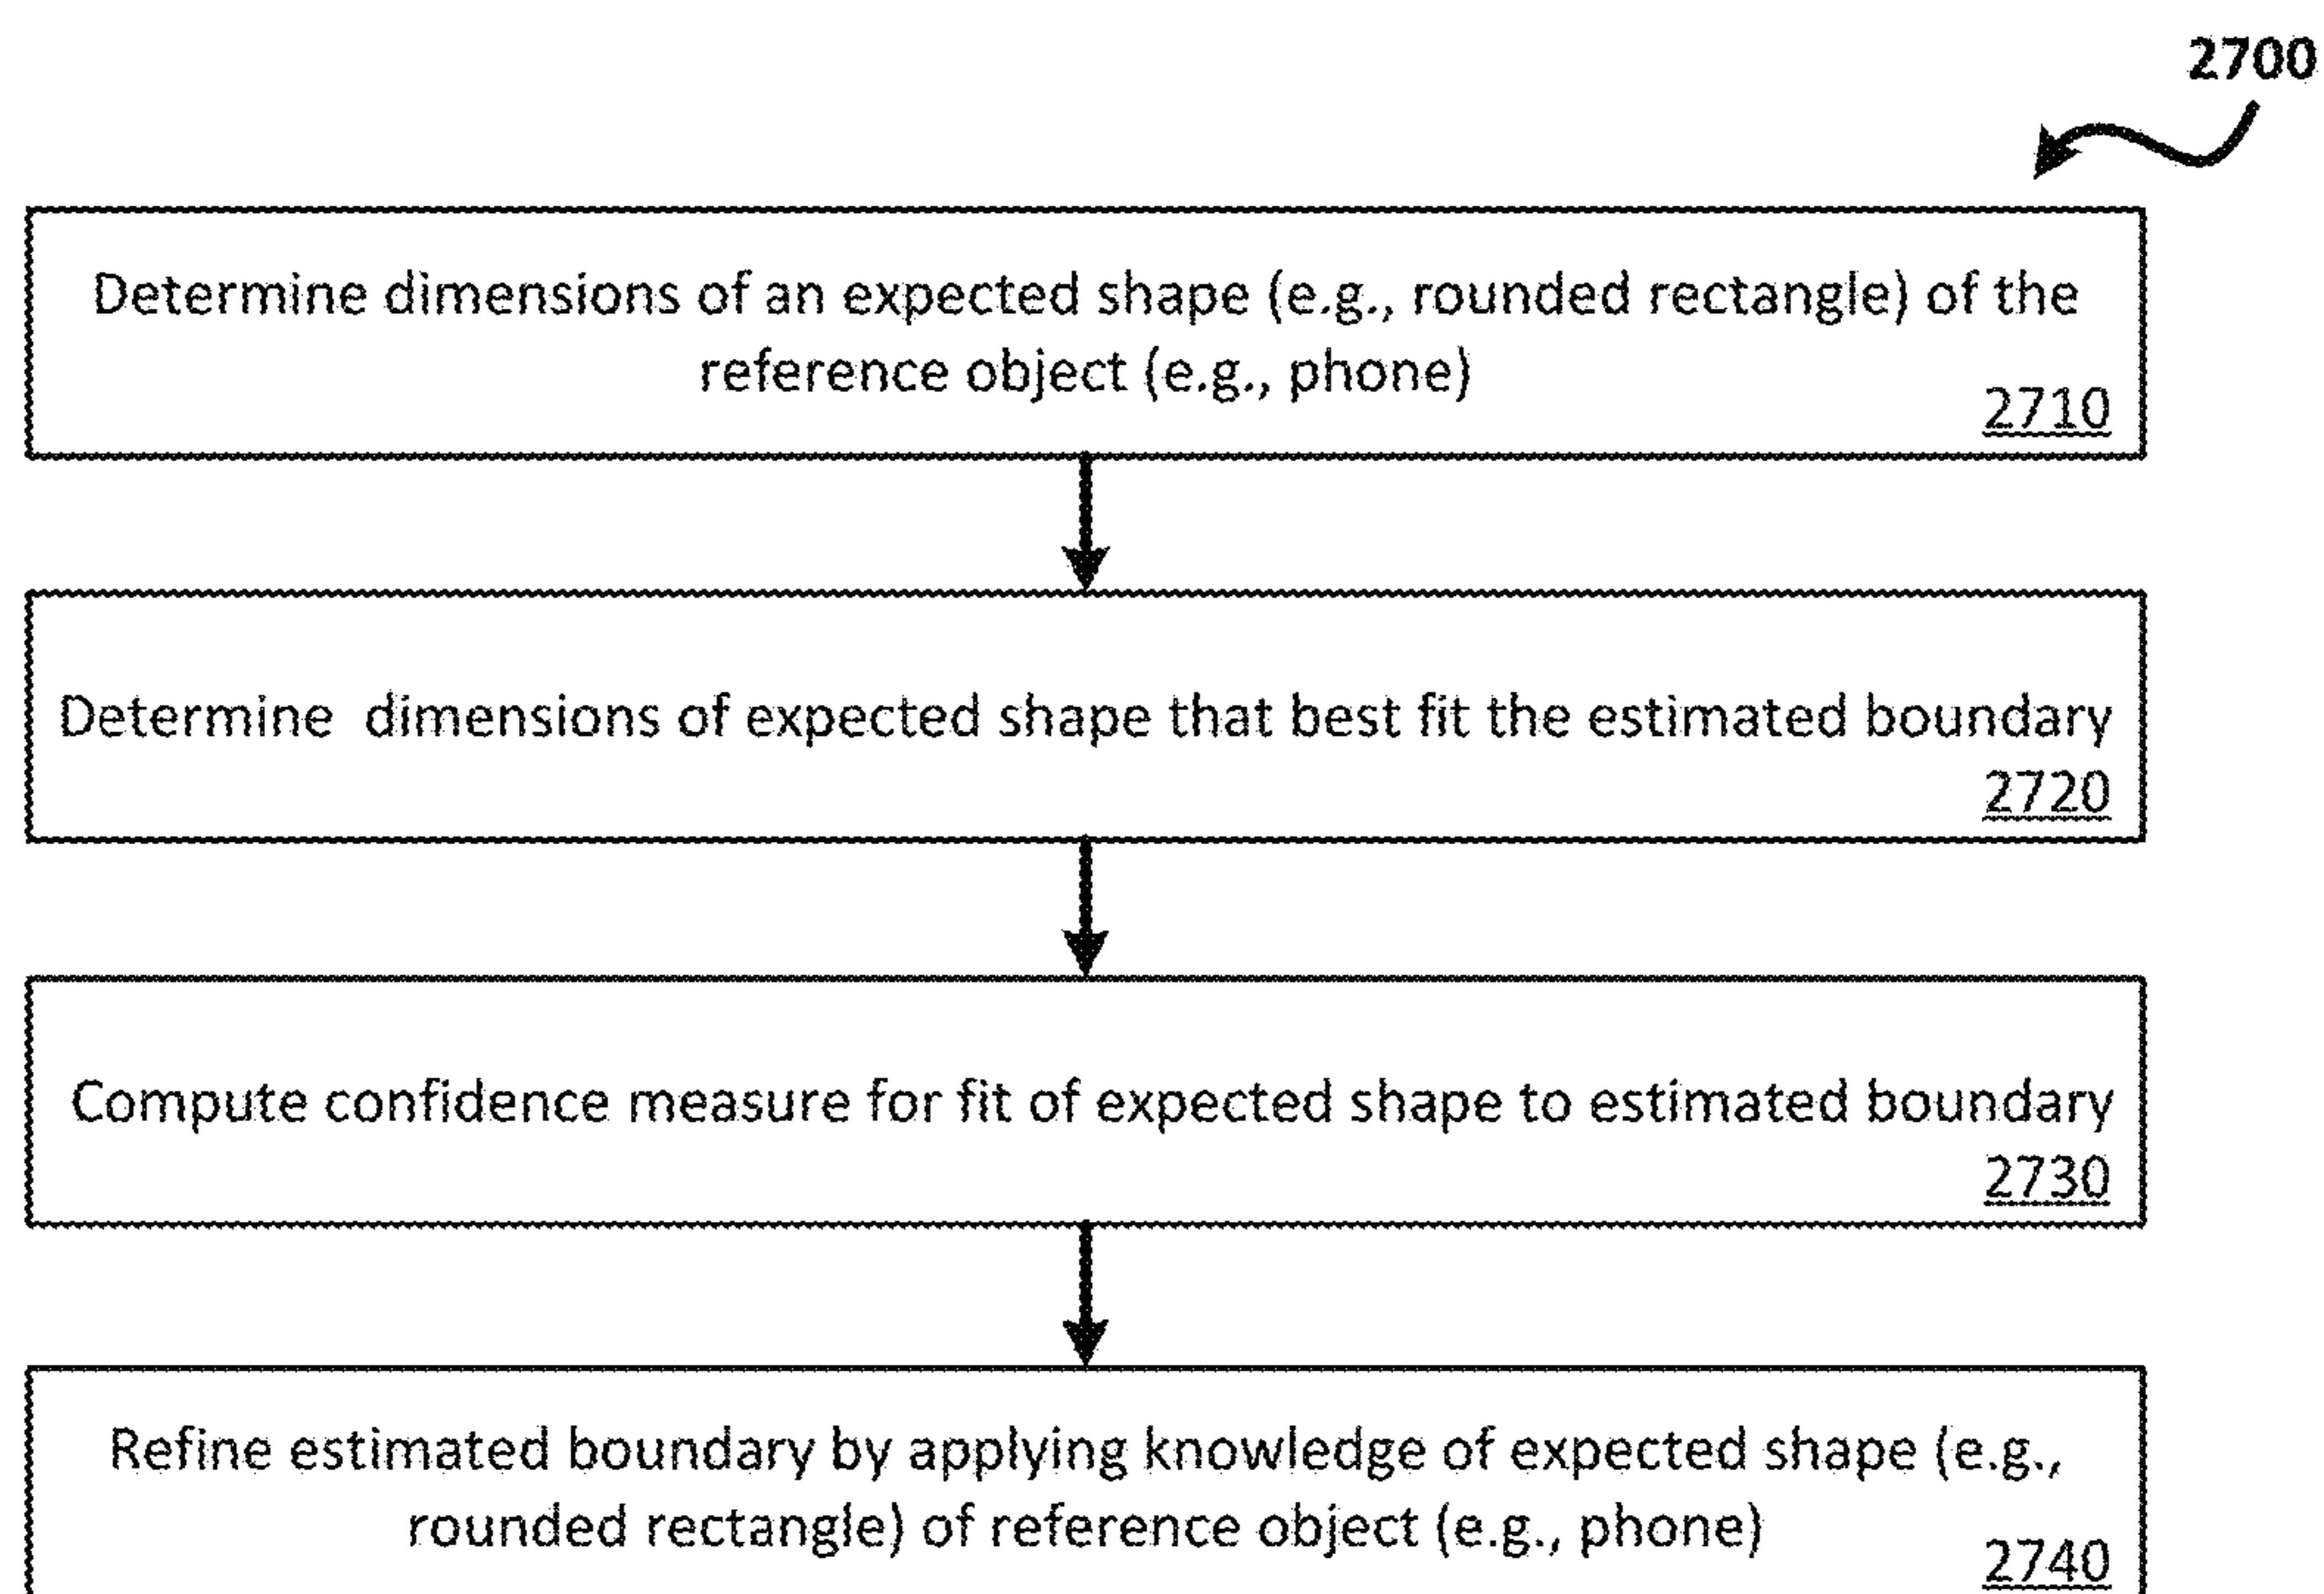 2700
Determine dimensions of an expected shape (e.g., rounded rectangle) of the
reference object (e.g., phone)
2710
Determine dimensions of expected shape that best fit the estimated boundary
2720
Compute confidence measure for fit of expected shape to estimated boundary
2730
Refine estimated boundary by applying knowledge of expected shape (e.g.,
rounded rectangle) of reference object (e.g., phone)
2740